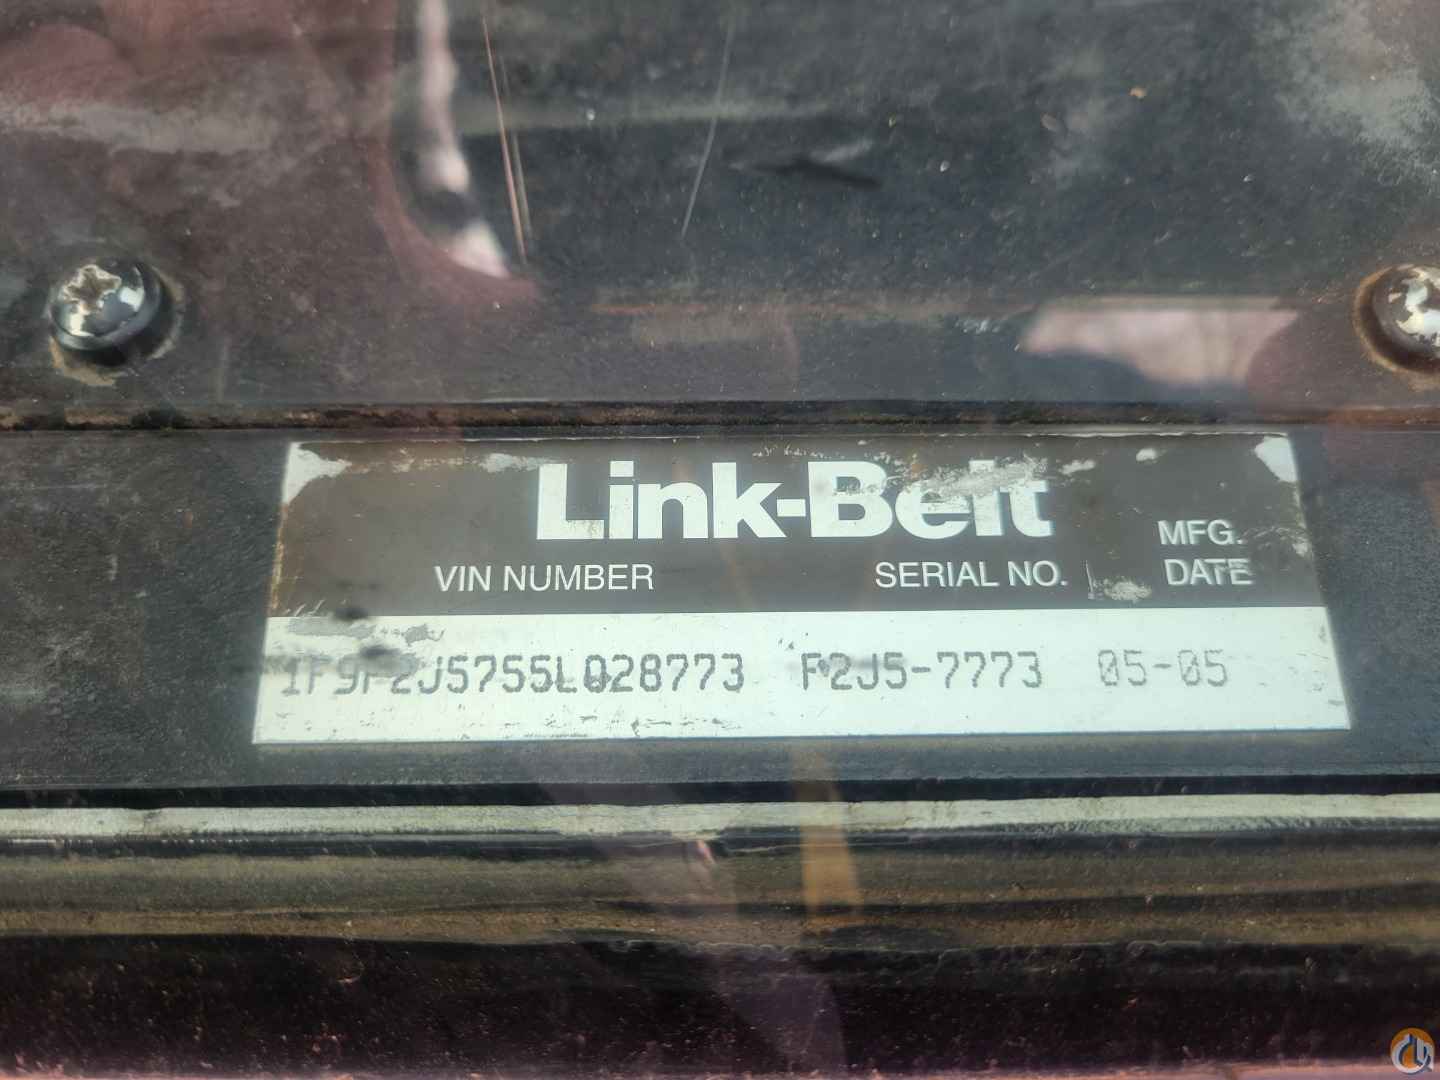 Link-Belt
VIN NUMBER SERIAL NO. MFG. DATE
1F9F2J5755L028773 F2J5-7773 05-05